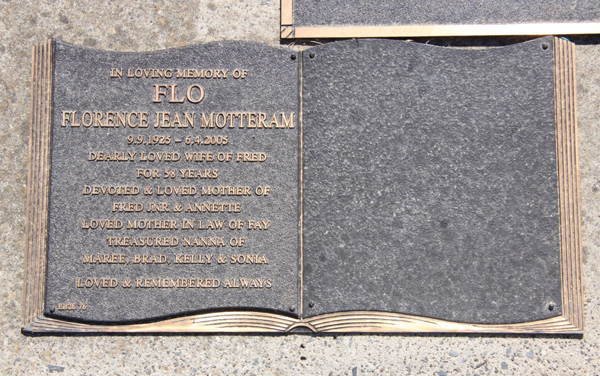 IN LOVING MEMORY OF
FLO
FLORENCE JEAN MOTTERAM
9.9.1925 – 6.4.2005
DEARLY LOVED WIFE OF FRED
FOR 58 YEARS
DEVOTED & LOVED MOTHER OF
FRED JNR & ANNETTE
LOVED MOTHER IN LAW OF FAY
TREASURED NANNA OF
MAREE, BRAD, KELLY & SONIA
LOVED & REMEMBERED ALWAYS